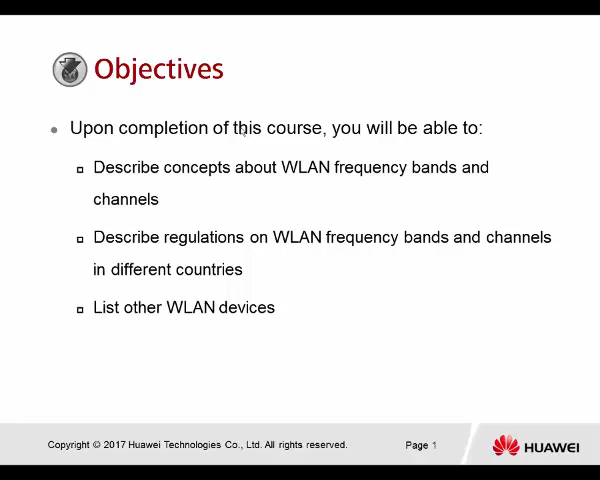 Objectives
Upon completion of this course, you will be able to:
Describe concepts about WLAN frequency bands and
channels
Describe regulations on WLAN frequency bands and channels
in different countries
List other WLAN devices
Copyright © 2017 Huawei Technologies Co., Ltd. All rights reserved.
Page 1
HUAWEI